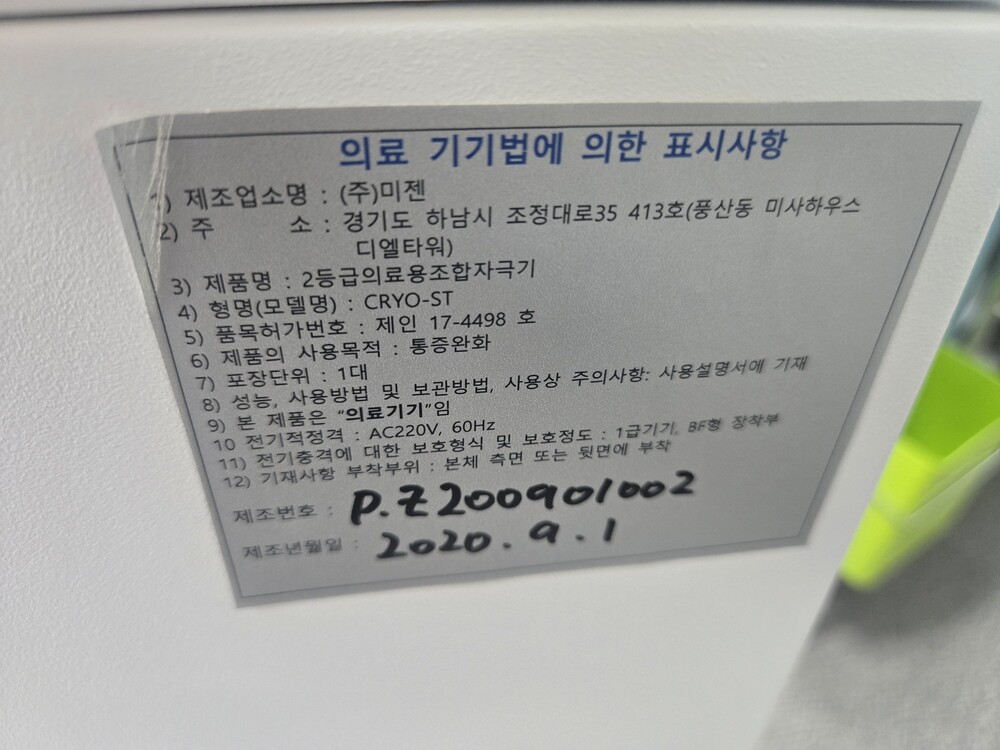 의료 기기법에 의한 표시사항
1) 제조업소명 : (주)미젠
2) 주 소 : 경기도 하남시 조정대로35 413호(풍산동 미사하우스
디엘타워)
3) 제품명 : 2등급의료용조합자극기
4) 형명(모델명) : CRYO-ST
5) 품목허가번호 : 제인 17-4498 호
6) 제품의 사용목적 : 통증완화
7) 포장단위 : 1대
8) 성능, 사용방법 및 보관방법, 사용상 주의사항: 사용설명서에 기재
9) 본 제품은 "의료기기"임
10 전기적정격 : AC220V, 60Hz
11) 전기충격에 대한 보호형식 및 보호정도 : 1급기기, BF형 장착부
12) 기재사항 부착부위 : 본체 측면 또는 뒷면에 부착
제조번호 : P.Z200901002
제조년월일 : 2020.9.1